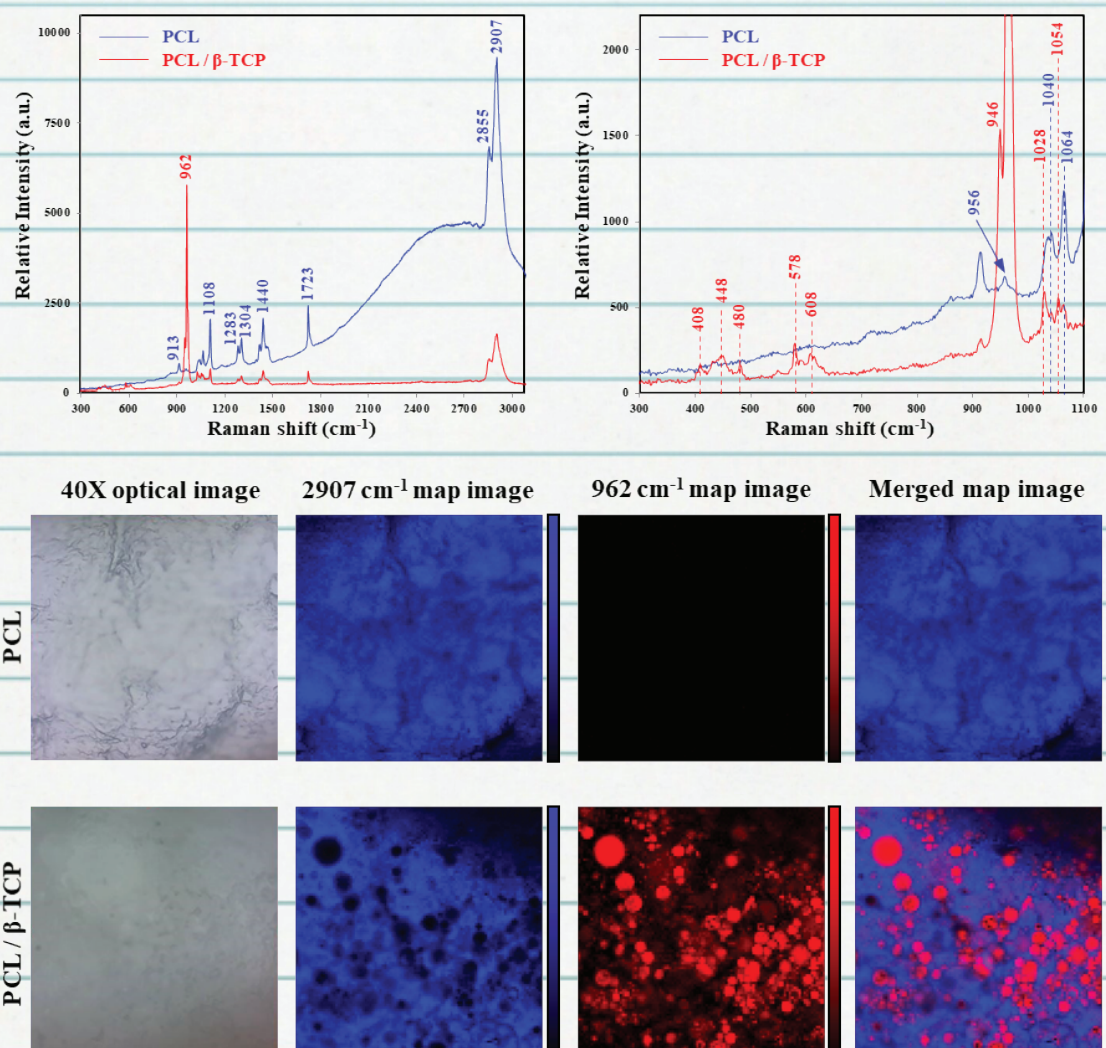 PCL
PCL / β-TCP
Relative Intensity (a.u.)
10000
7500
5000
2500
0
962
913
1108
1283
1304
1440
1723
2855
2907
300 600 900 1200 1500 1800 2100 2400 2700 3000
Raman shift (cm⁻¹)
PCL
PCL / β-TCP
Relative Intensity (a.u.)
2000
1500
1000
500
0
408
448
480
578
608
956
946
1028
1040
1054
1064
300 400 500 600 700 800 900 1000 1100
Raman shift (cm⁻¹)
40X optical image 2907 cm⁻¹ map image 962 cm⁻¹ map image Merged map image
PCL
PCL / β-TCP